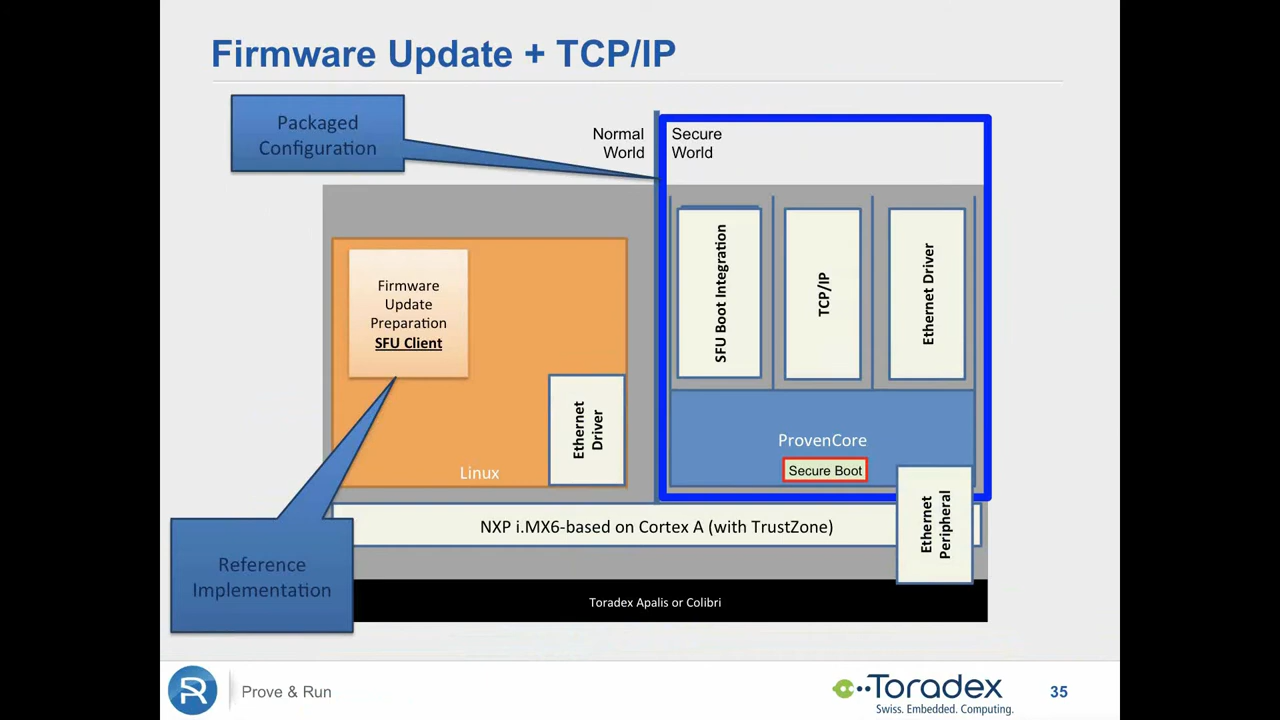 Firmware Update + TCP/IP
Packaged
Configuration
Normal
World
Secure
World
Firmware
Update
Preparation
SFU Client
Ethernet
Driver
Linux
SFU Boot Integration
TCP/IP
Ethernet Driver
ProvenCore
Secure Boot
Ethernet
Peripheral
NXP i.MX6-based on Cortex A (with TrustZone)
Reference
Implementation
Toradex Apalis or Colibri
Prove & Run
Toradex
Swiss. Embedded. Computing.
35